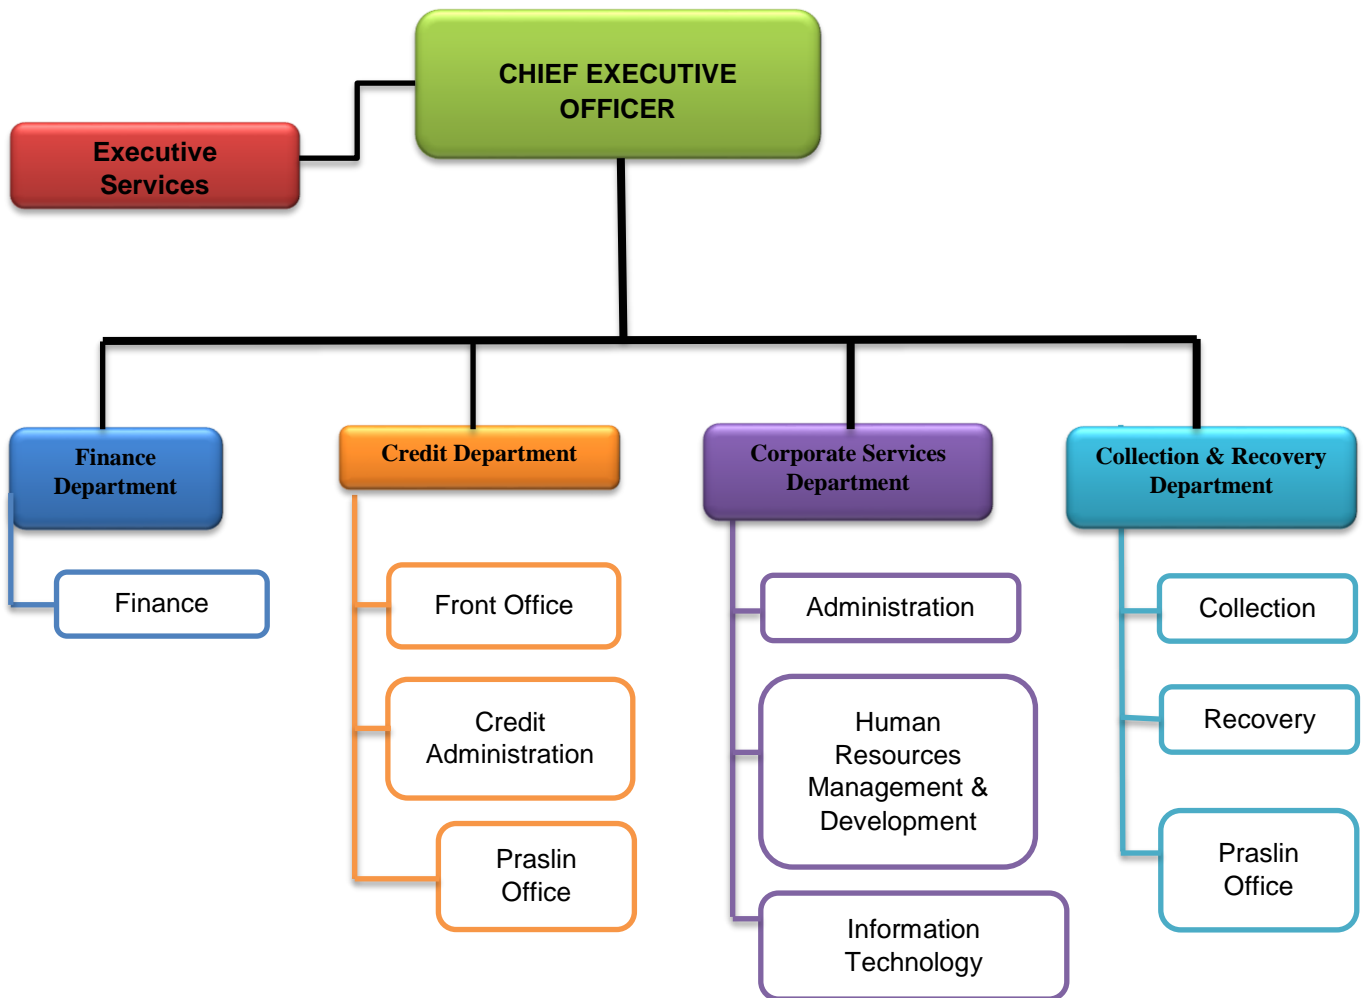 CHIEF EXECUTIVE
OFFICER
Executive
Services
Finance
Department
Finance
Credit Department
Front Office
Credit
Administration
Praslin
Office
Corporate Services
Department
Administration
Human
Resources
Management &
Development
Information
Technology
Collection & Recovery
Department
Collection
Recovery
Praslin
Office